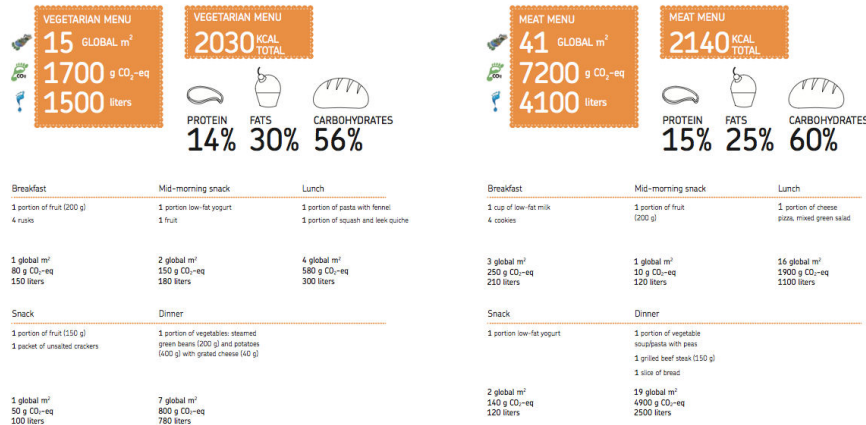 VEGETARIAN MENU
15 GLOBAL m²
1700 g CO₂-eq
1500 liters
VEGETARIAN MENU
2030 KCAL TOTAL
PROTEIN
14%
FATS
30%
CARBOHYDRATES
56%
Breakfast
1 portion of fruit (200 g)
4 rusks
1 global m²
80 g CO₂-eq
150 liters
Mid-morning snack
1 portion low-fat yogurt
1 fruit
2 global m²
150 g CO₂-eq
180 liters
Lunch
1 portion of pasta with fennel
1 portion of squash and leek quiche
4 global m²
580 g CO₂-eq
300 liters
Snack
1 portion of fruit (150 g)
1 packet of unsalted crackers
1 global m²
50 g CO₂-eq
100 liters
Dinner
1 portion of vegetables: steamed
green beans (200 g) and potatoes
(400 g) with grated cheese (40 g)
7 global m²
800 g CO₂-eq
780 liters
MEAT MENU
41 GLOBAL m²
7200 g CO₂-eq
4100 liters
MEAT MENU
2140 KCAL TOTAL
PROTEIN
15%
FATS
25%
CARBOHYDRATES
60%
Breakfast
1 cup of low-fat milk
4 cookies
3 global m²
250 g CO₂-eq
210 liters
Mid-morning snack
1 portion of fruit
(200 g)
1 global m²
10 g CO₂-eq
120 liters
Lunch
1 portion of cheese
pizza, mixed green salad
16 global m²
1900 g CO₂-eq
1100 liters
Snack
1 portion low-fat yogurt
2 global m²
140 g CO₂-eq
120 liters
Dinner
1 portion of vegetable
soup/pasta with peas
1 grilled beef steak (150 g)
1 slice of bread
19 global m²
4900 g CO₂-eq
2500 liters